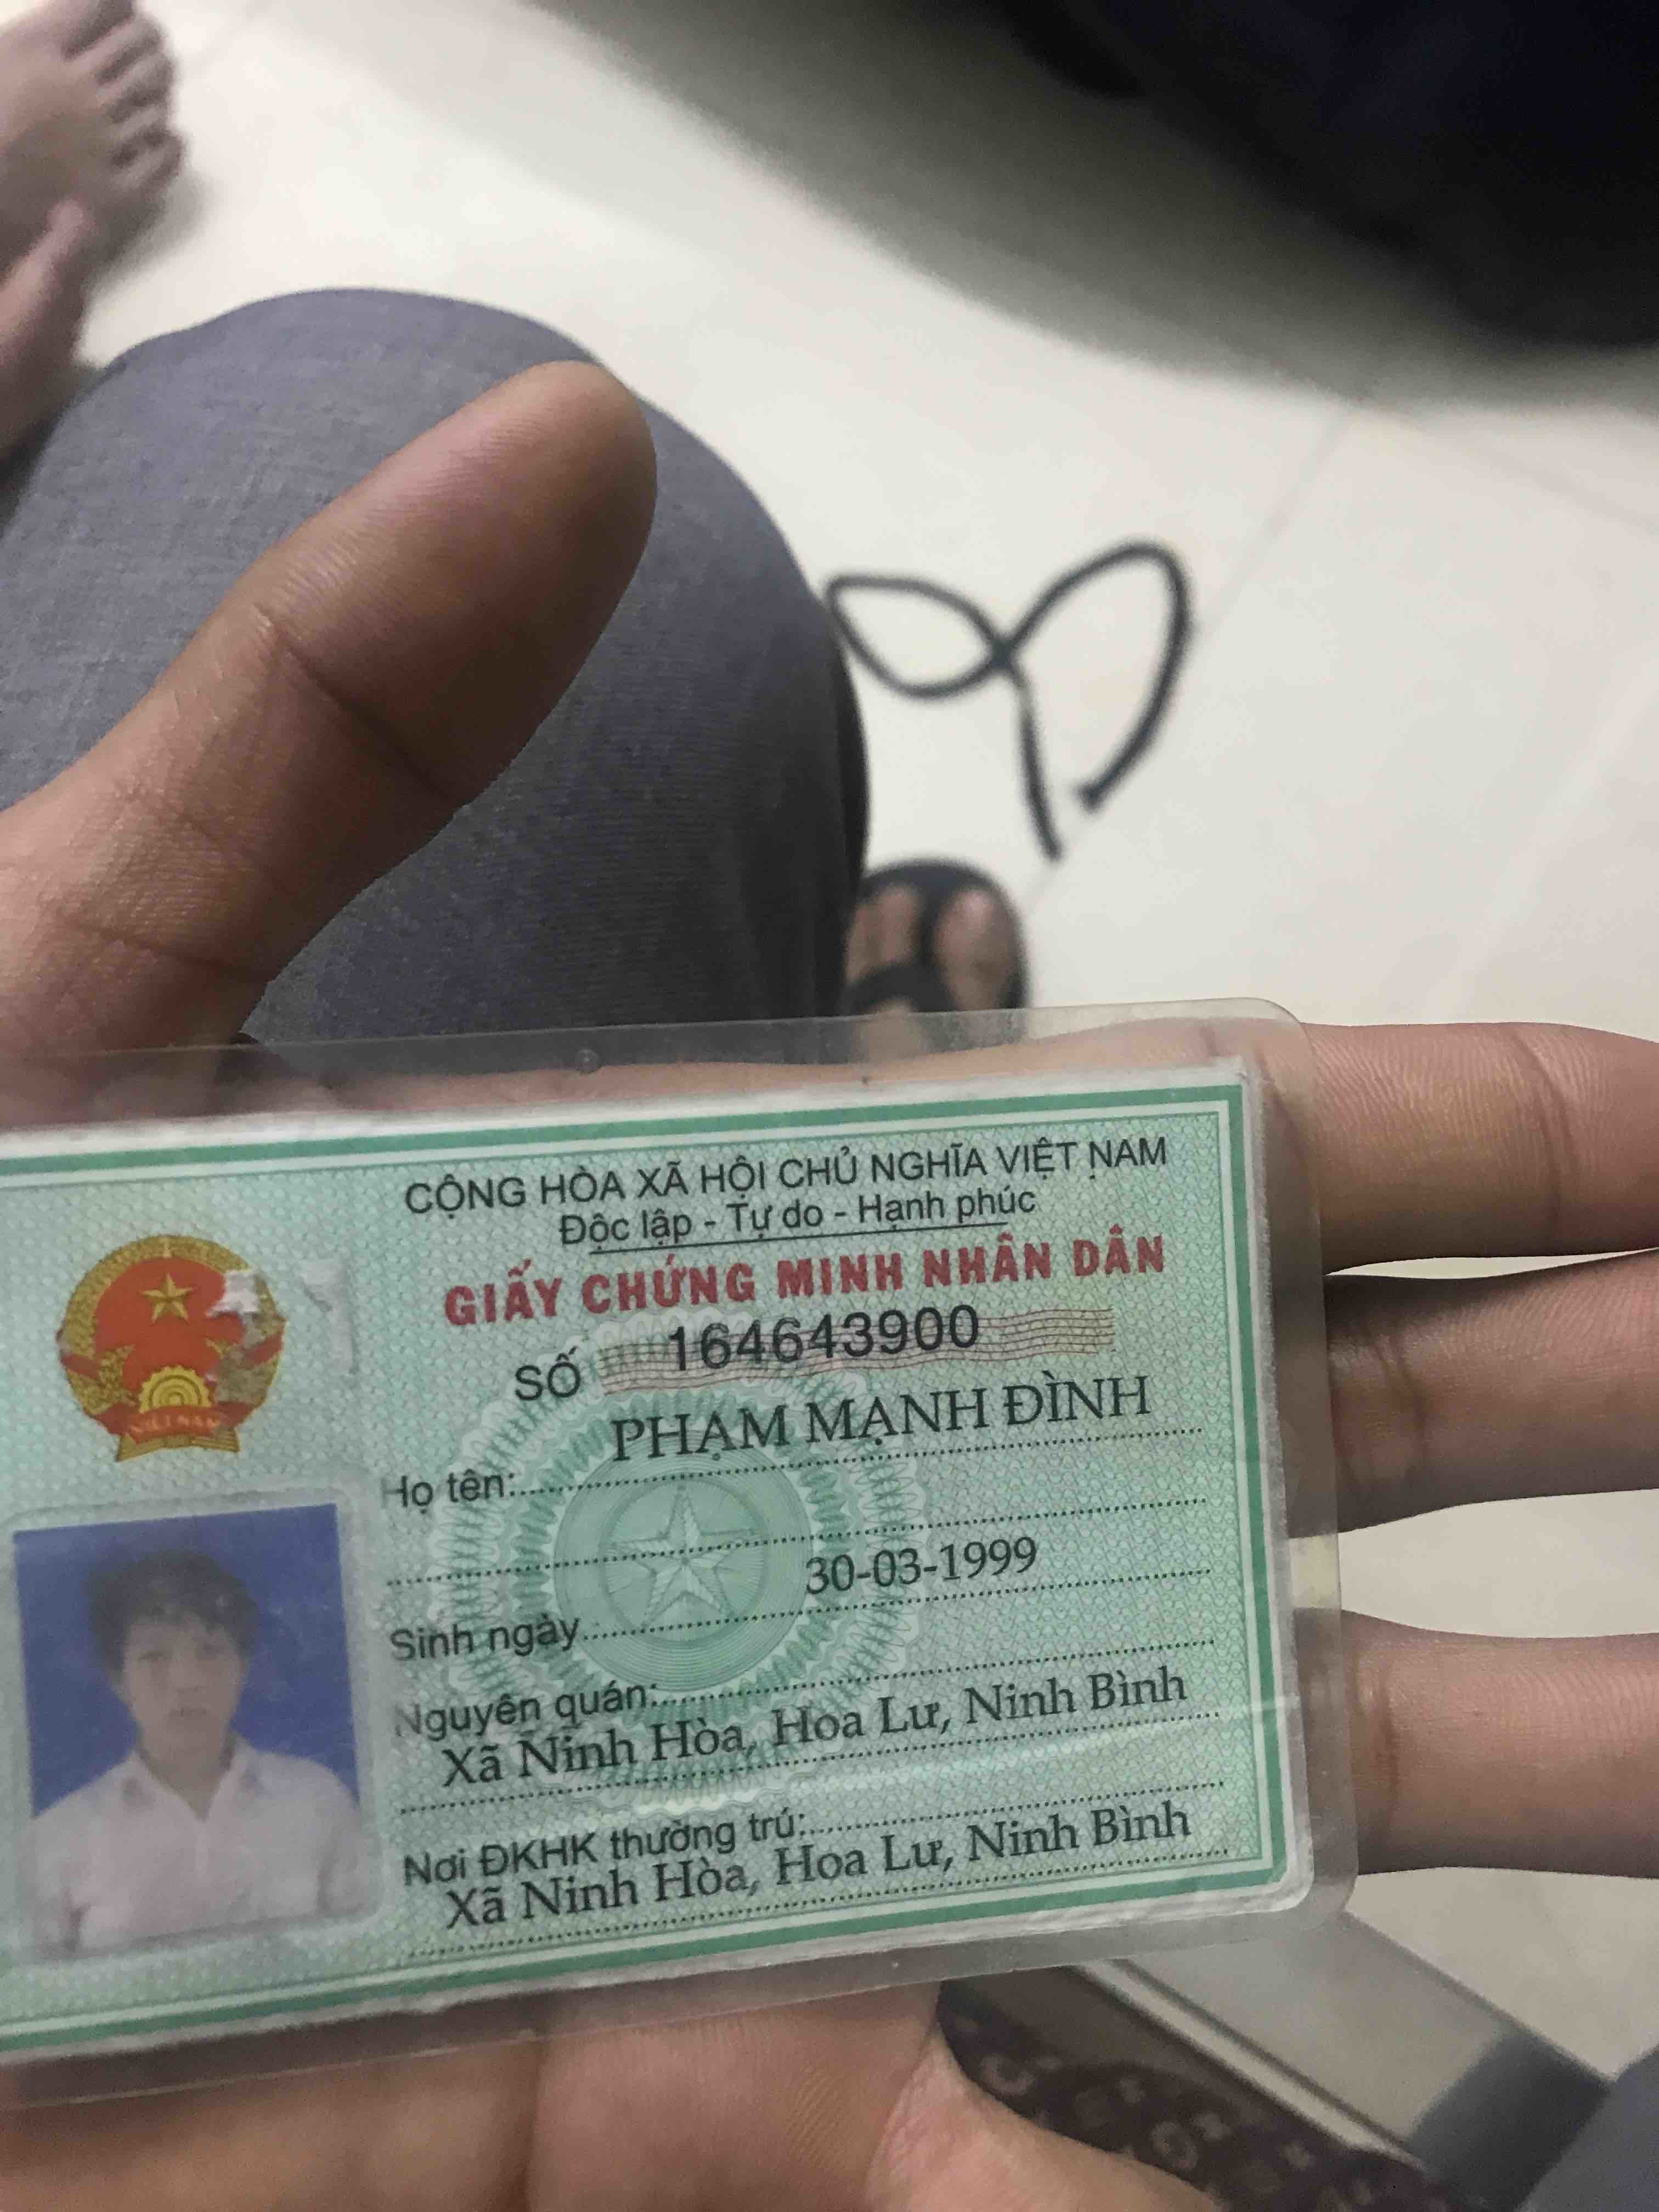 CỘNG HÒA XÃ HỘI CHỦ NGHĨA VIỆT NAM
Độc lập - Tự do - Hạnh phúc
GIẤY CHỨNG MINH NHÂN DÂN
SỐ 164643900
VIỆT NAM
Họ tên: PHẠM MẠNH ĐÌNH
Sinh ngày 30-03-1999
Nguyên quán:
Xã Ninh Hòa, Hoa Lư, Ninh Bình
Nơi ĐKHK thường trú:
Xã Ninh Hòa, Hoa Lư, Ninh Bình